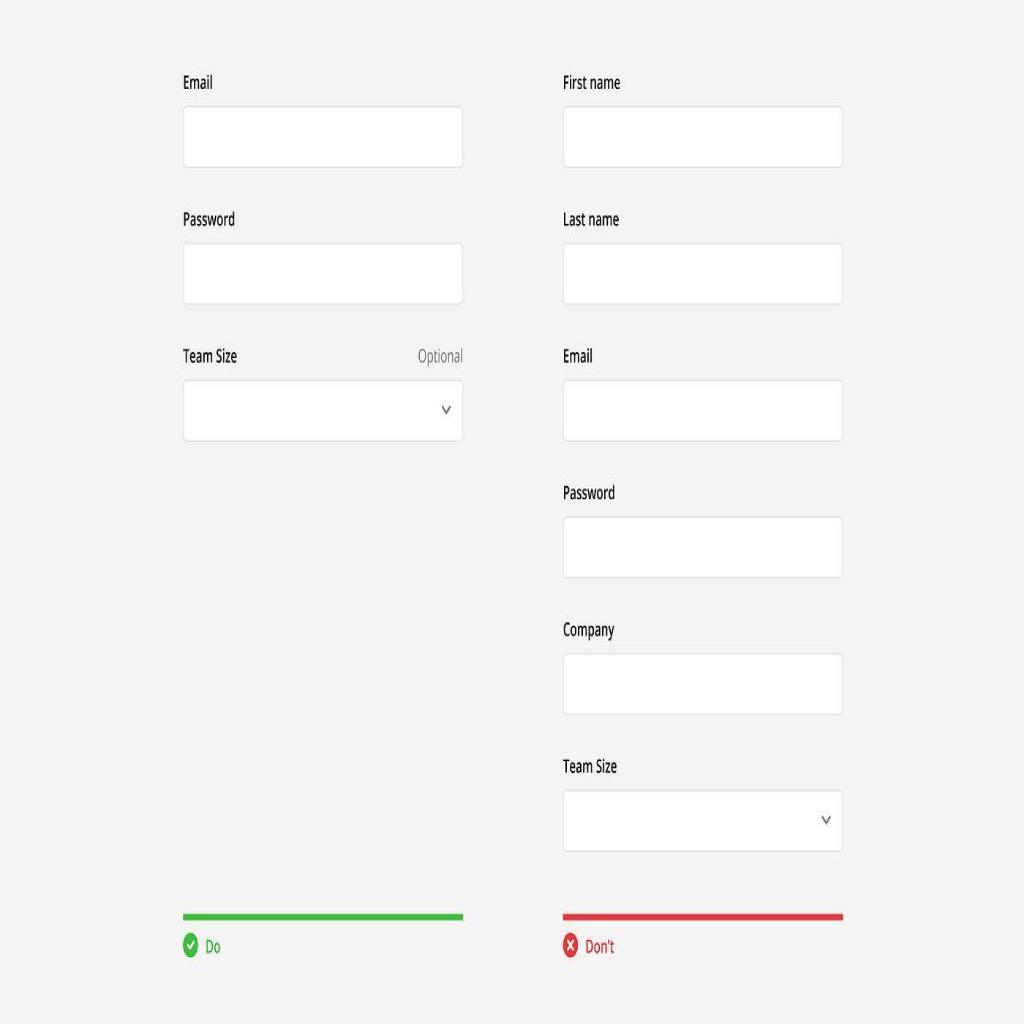 Email
Password
Team Size Optional
Do
First name
Last name
Email
Password
Company
Team Size
Don't